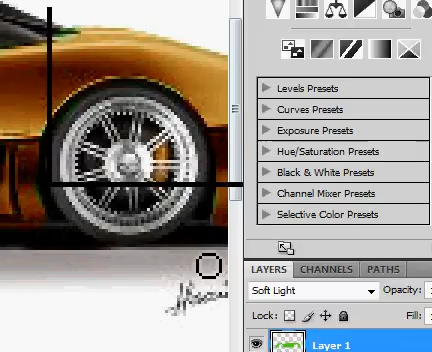 Levels Presets
Curves Presets
Exposure Presets
Hue/Saturation Presets
Black & White Presets
Channel Mixer Presets
Selective Color Presets
LAYERS CHANNELS PATHS
Soft Light Opacity:
Lock: Fill:
Layer 1